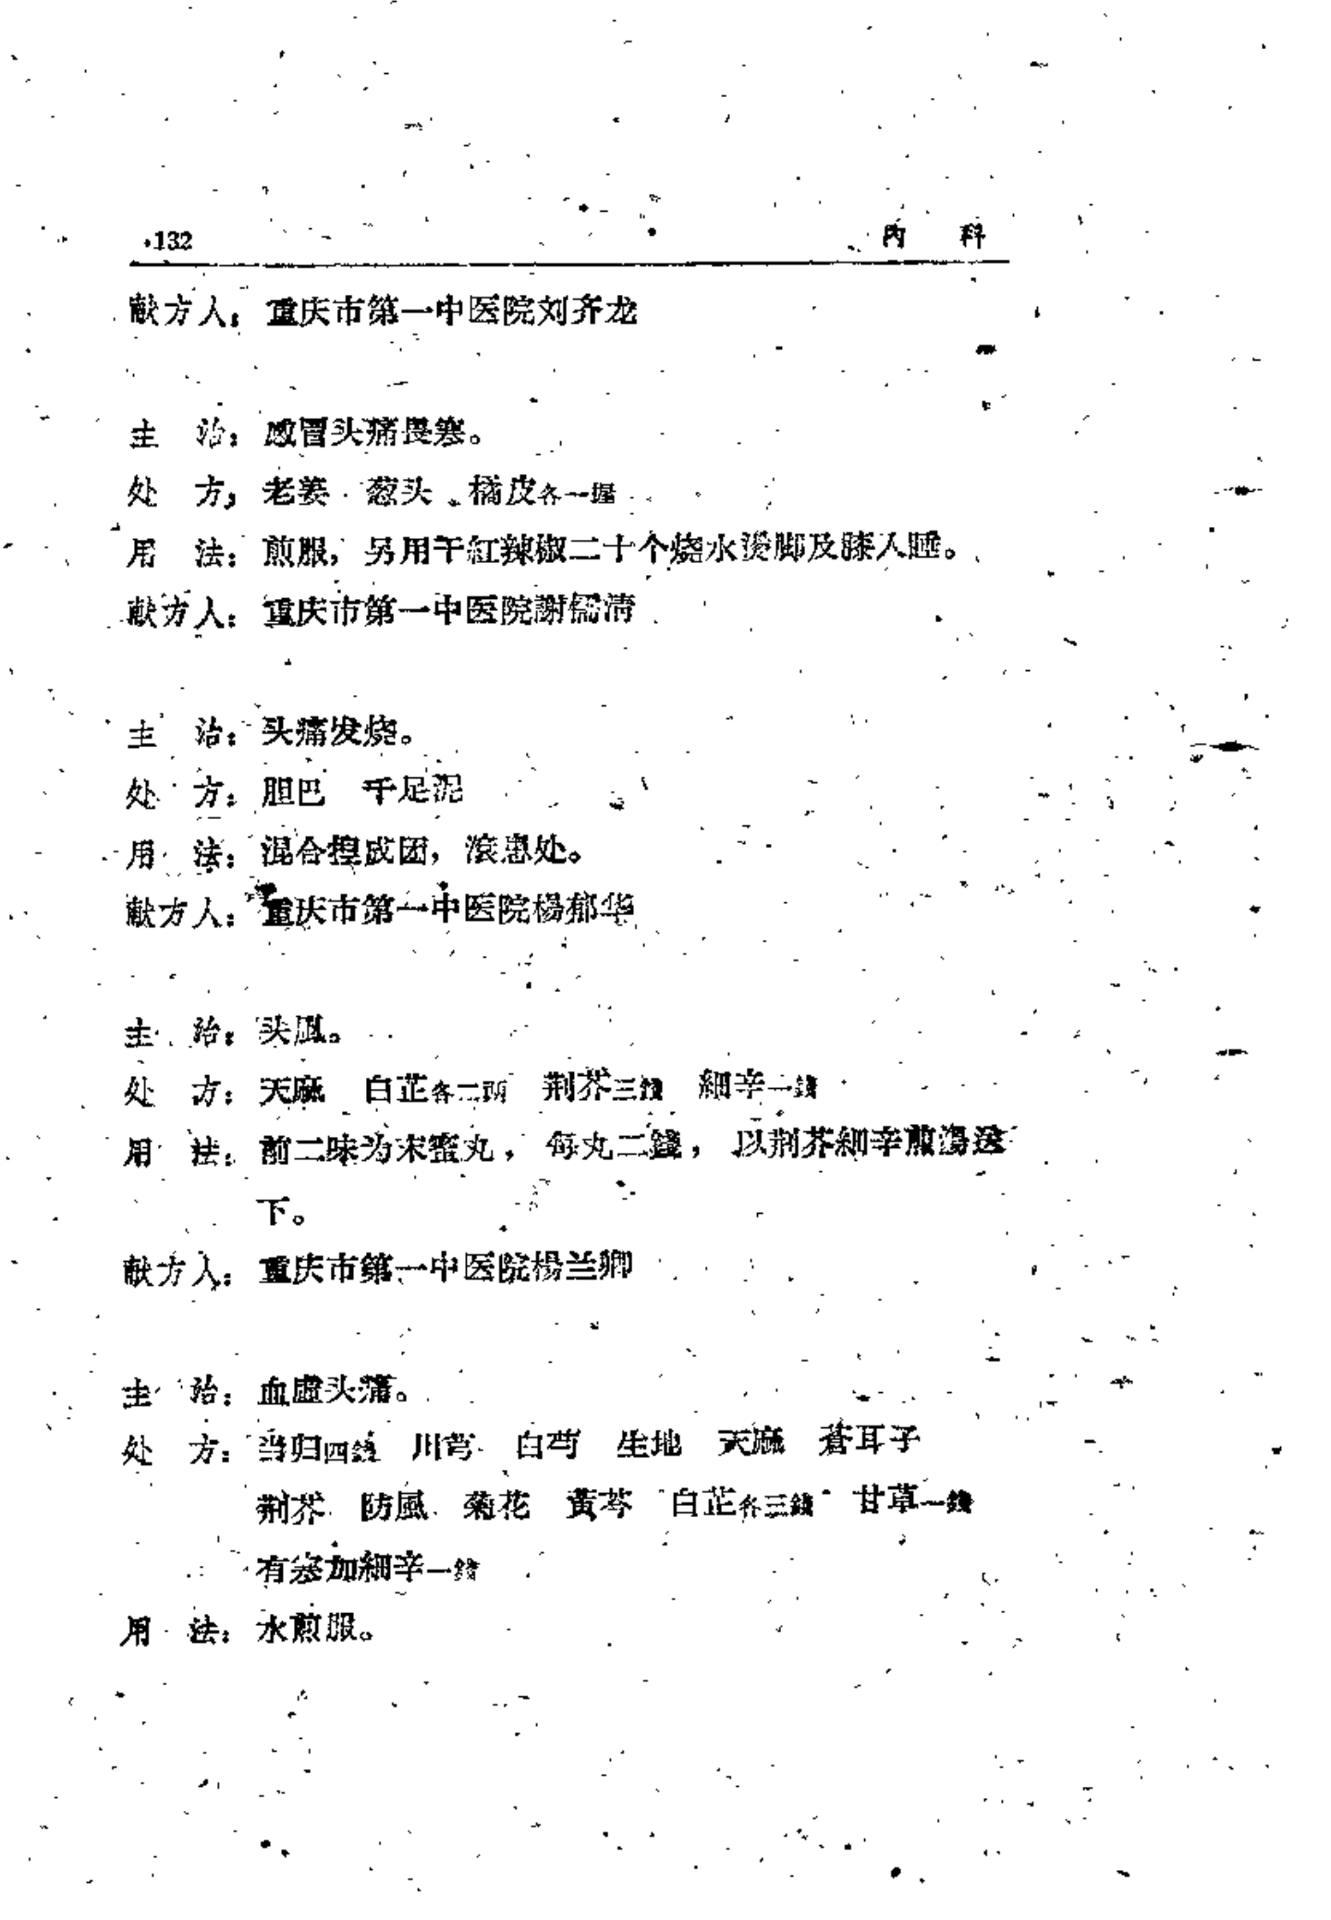 132 内 科
献方人：重庆市第一中医院刘齐龙
主 治：感冒头痛畏寒。
处 方：老姜 葱头 橘皮各一握
用 法：煎服，另用干紅辣椒二十个烧水烫脚及膝入睡。
献方人：重庆市第一中医院謝儒清
主 治：头痛发烧。
处 方：胆巴 千足泥
用 法：混合捏成团，滚患处。
献方人：重庆市第一中医院楊郁华
主 治：头風。
处 方：天麻 白芷各二两 荆芥三錢 細辛一錢
用 法：前二味为末蜜丸，每丸二錢，以荆芥細辛煎湯送
下。
献方人：重庆市第一中医院楊兰卿
主 治：血虛头痛。
处 方：当归四錢 川芎 白芍 生地 天麻 蒼耳子
荆芥 防風 菊花 黃芩 白芷各三錢 甘草一錢
有寒加細辛一錢
用 法：水煎服。